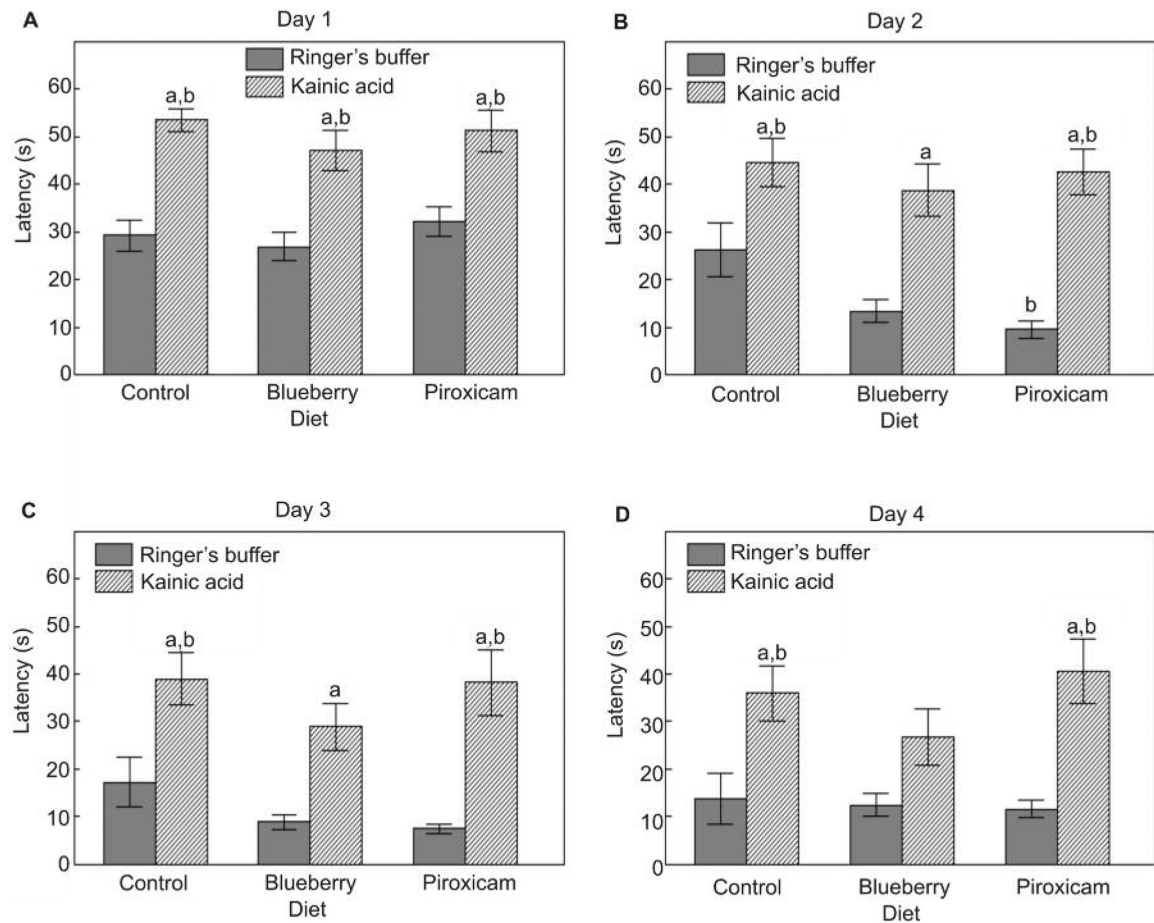 A
Day 1
Ringer's buffer
Kainic acid
Latency (s)
60
50
40
30
20
10
0
a,b
a,b
a,b
Control
Blueberry
Piroxicam
Diet
B
Day 2
Ringer's buffer
Kainic acid
Latency (s)
60
50
40
30
20
10
0
a,b
a
a,b
b
Control
Blueberry
Piroxicam
Diet
C
Day 3
Ringer's buffer
Kainic acid
Latency (s)
60
50
40
30
20
10
0
a,b
a
a,b
Control
Blueberry
Piroxicam
Diet
D
Day 4
Ringer's buffer
Kainic acid
Latency (s)
60
50
40
30
20
10
0
a,b
a,b
Control
Blueberry
Piroxicam
Diet